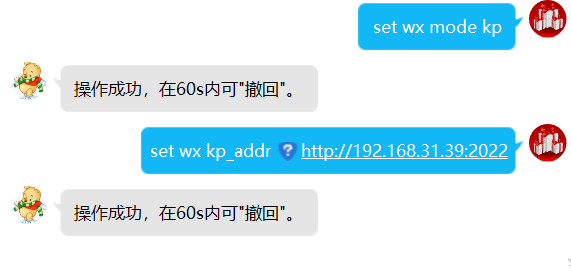 set wx mode kp
操作成功，在60s内可"撤回"。
set wx kp_addr http://192.168.31.39:2022
操作成功，在60s内可"撤回"。